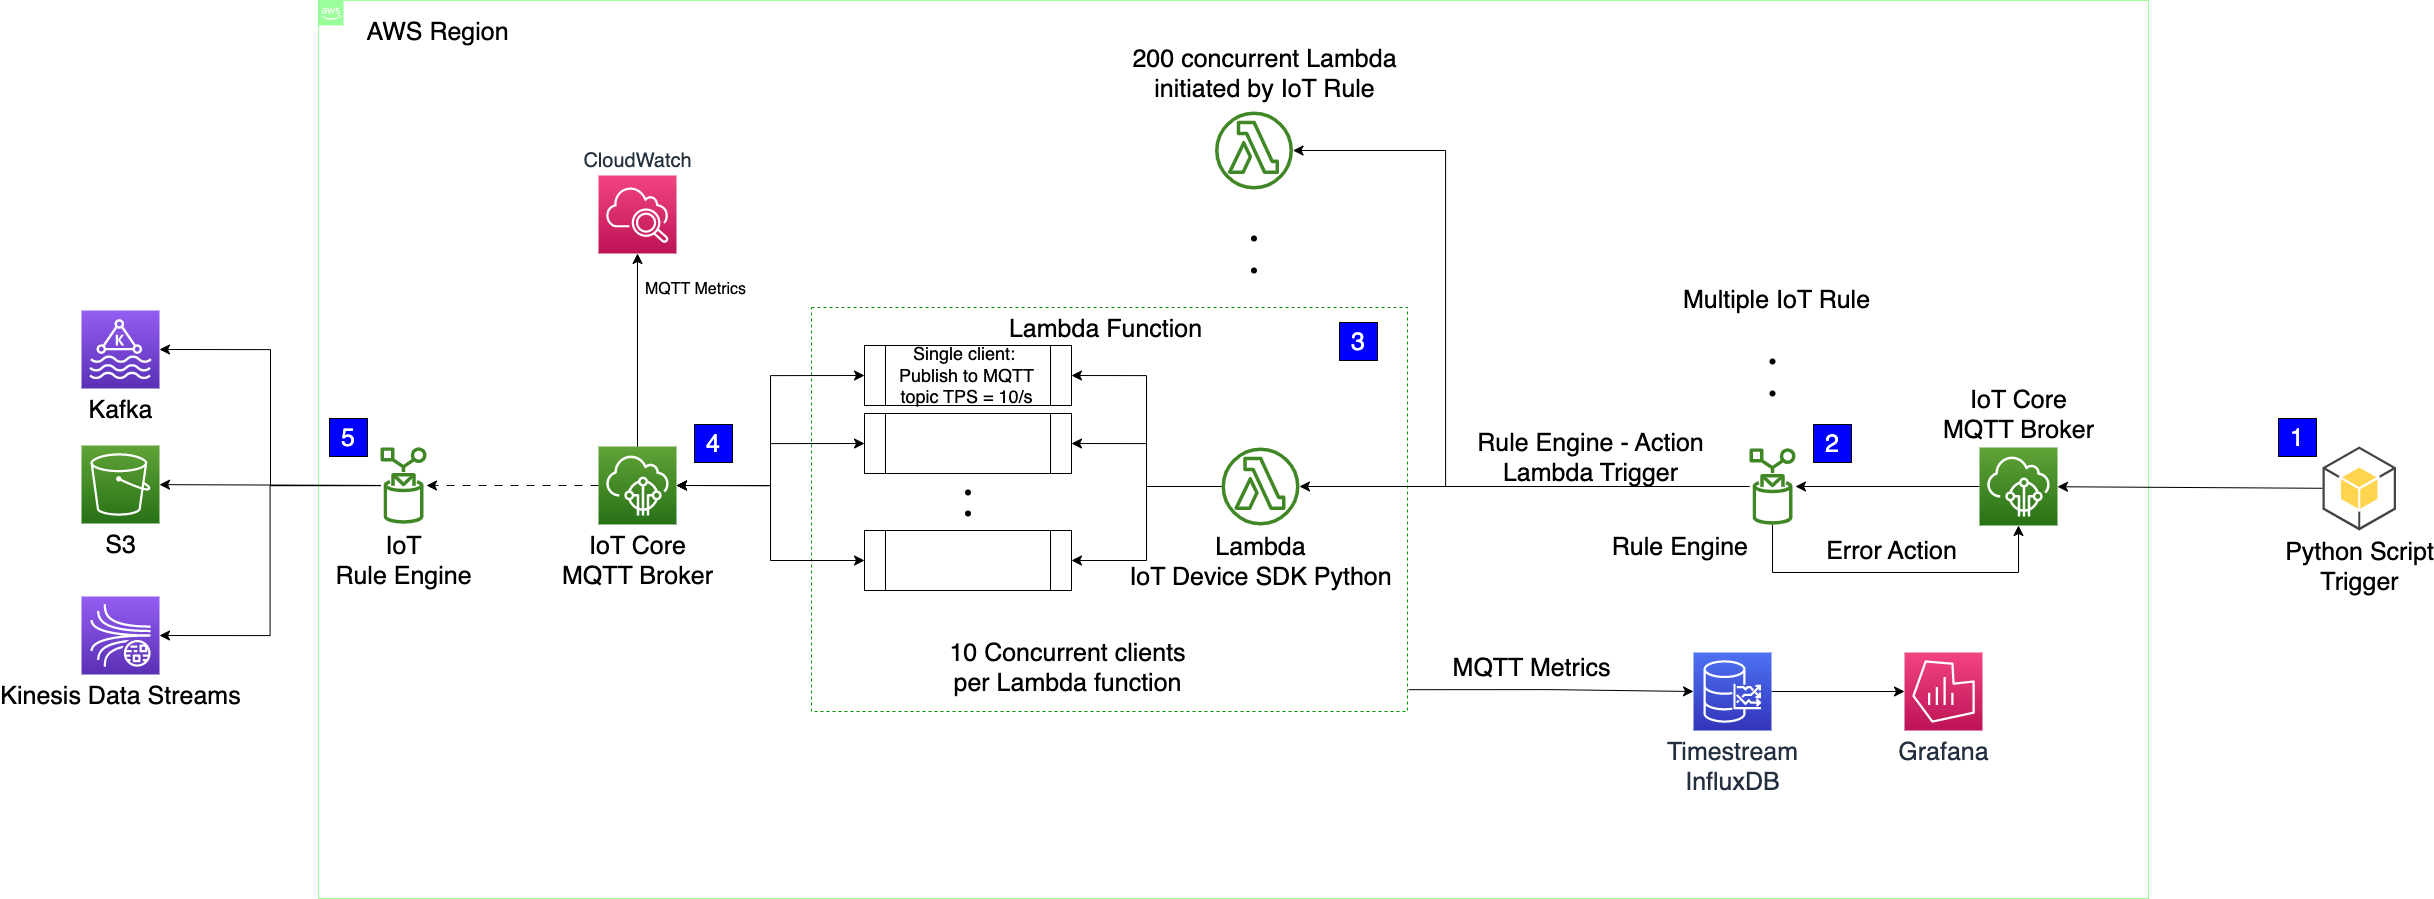 aws
AWS Region
200 concurrent Lambda
initiated by IoT Rule
CloudWatch
MQTT Metrics
Multiple IoT Rule
Lambda Function
3
Single client:
Publish to MQTT
topic TPS = 10/s
K
Kafka
5
4
Rule Engine - Action
Lambda Trigger
2
IoT Core
MQTT Broker
1
S3
IoT
Rule Engine
IoT Core
MQTT Broker
Lambda
IoT Device SDK Python
Rule Engine
Error Action
Python Script
Trigger
10 Concurrent clients
per Lambda function
MQTT Metrics
Kinesis Data Streams
Timestream
InfluxDB
Grafana